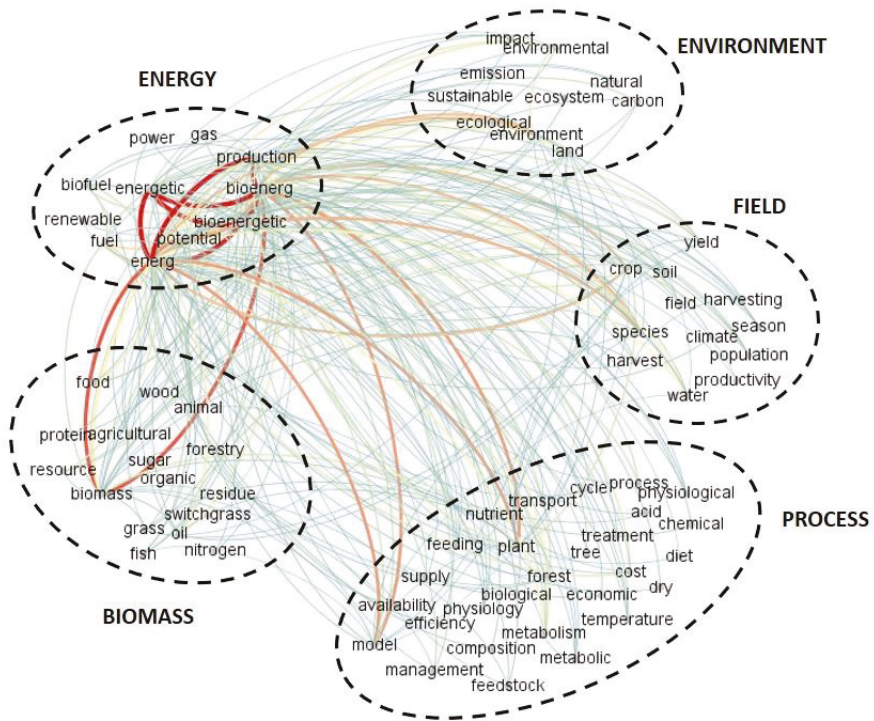 ENVIRONMENT
impact
environmental
emission
natural
sustainable
ecosystem
carbon
ecological
environment
land
ENERGY
power
gas
production
biofuel
energetic
bioenerg
renewable
bioenergetic
fuel
potential
energ
FIELD
yield
crop
soil
field
harvesting
season
species
climate
population
harvest
productivity
water
food
wood
animal
protein
agricultural
forestry
resource
sugar
organic
biomass
residue
switchgrass
grass
oil
fish
nitrogen
BIOMASS
PROCESS
cycle
process
physiological
transport
nutrient
acid
chemical
treatment
feeding
plant
tree
diet
supply
forest
cost
dry
biological
economic
availability
physiology
efficiency
temperature
metabolism
model
composition
metabolic
management
feedstock